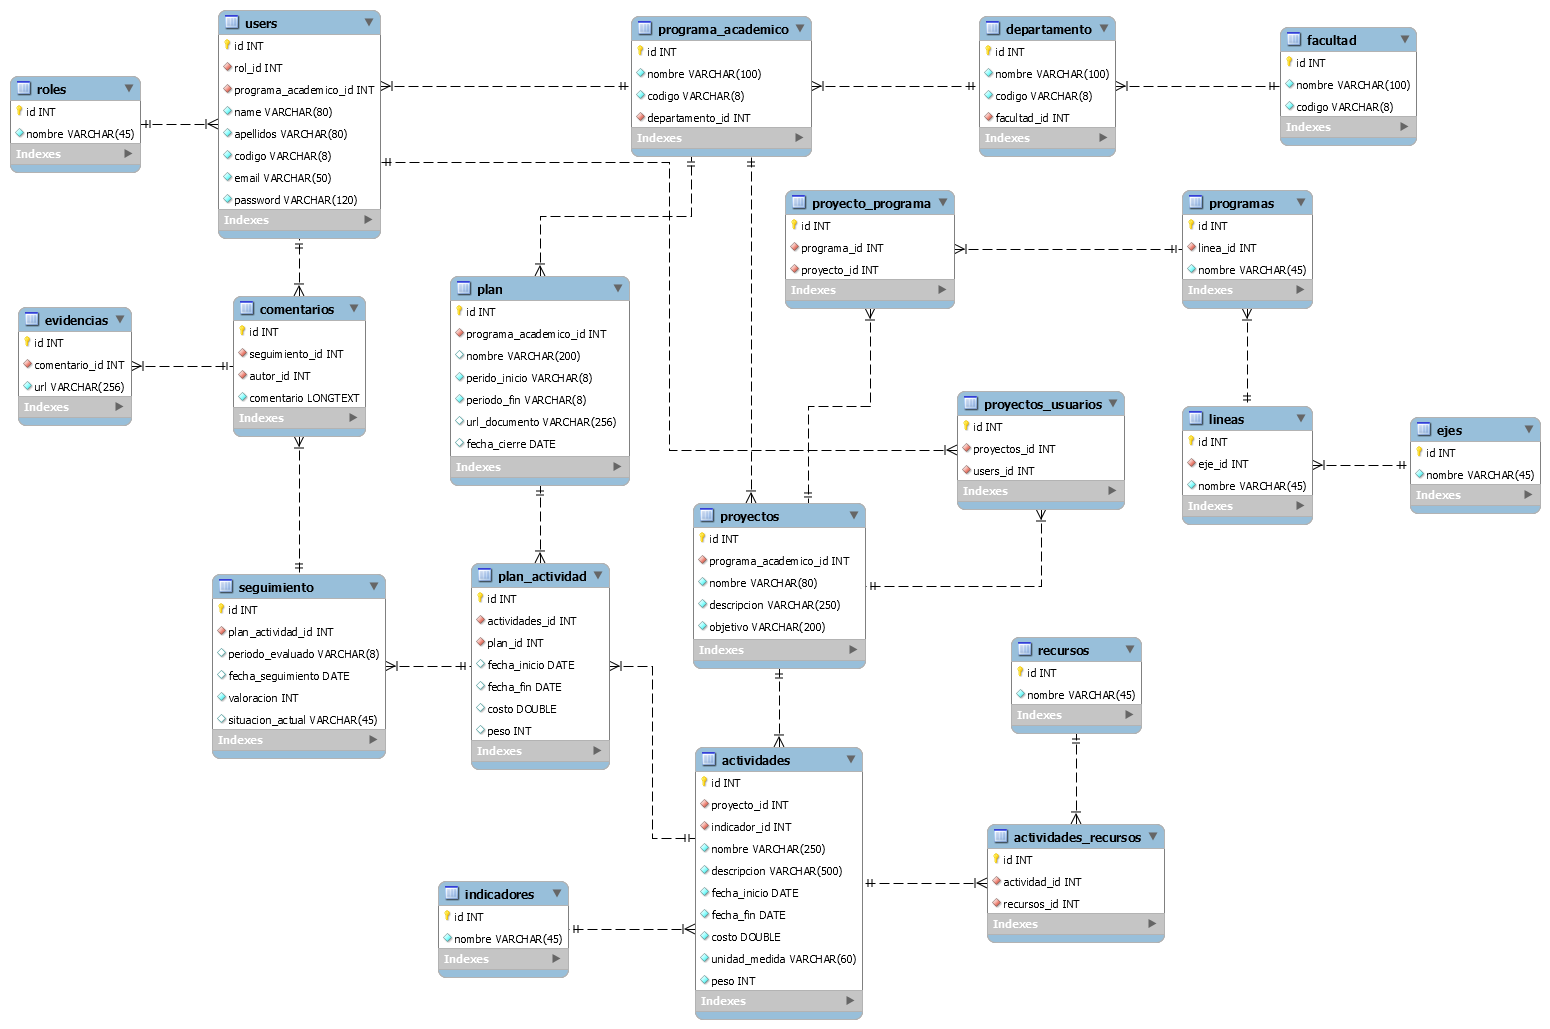 users
id INT
rol_id INT
programa_academico_id INT
name VARCHAR(80)
apellidos VARCHAR(80)
codigo VARCHAR(8)
email VARCHAR(50)
password VARCHAR(120)
Indexes
programa_academico
id INT
nombre VARCHAR(100)
codigo VARCHAR(8)
departamento_id INT
Indexes
departamento
id INT
nombre VARCHAR(100)
codigo VARCHAR(8)
facultad_id INT
Indexes
facultad
id INT
nombre VARCHAR(100)
codigo VARCHAR(8)
Indexes
roles
id INT
nombre VARCHAR(45)
Indexes
proyecto_programa
id INT
programa_id INT
proyecto_id INT
Indexes
programas
id INT
linea_id INT
nombre VARCHAR(45)
Indexes
plan
id INT
programa_academico_id INT
nombre VARCHAR(200)
perido_inicio VARCHAR(8)
periodo_fin VARCHAR(8)
url_documento VARCHAR(256)
fecha_cierre DATE
Indexes
comentarios
id INT
seguimiento_id INT
autor_id INT
comentario LONGTEXT
Indexes
evidencias
id INT
comentario_id INT
url VARCHAR(256)
Indexes
proyectos_usuarios
id INT
proyectos_id INT
users_id INT
Indexes
lineas
id INT
eje_id INT
nombre VARCHAR(45)
Indexes
ejes
id INT
nombre VARCHAR(45)
Indexes
proyectos
id INT
programa_academico_id INT
nombre VARCHAR(80)
descripcion VARCHAR(250)
objetivo VARCHAR(200)
Indexes
seguimiento
id INT
plan_actividad_id INT
periodo_evaluado VARCHAR(8)
fecha_seguimiento DATE
valoracion INT
situacion_actual VARCHAR(45)
Indexes
plan_actividad
id INT
actividades_id INT
plan_id INT
fecha_inicio DATE
fecha_fin DATE
costo DOUBLE
peso INT
Indexes
recursos
id INT
nombre VARCHAR(45)
Indexes
actividades
id INT
proyecto_id INT
indicador_id INT
nombre VARCHAR(250)
descripcion VARCHAR(500)
fecha_inicio DATE
fecha_fin DATE
costo DOUBLE
unidad_medida VARCHAR(60)
peso INT
Indexes
actividades_recursos
id INT
actividad_id INT
recursos_id INT
Indexes
indicadores
id INT
nombre VARCHAR(45)
Indexes